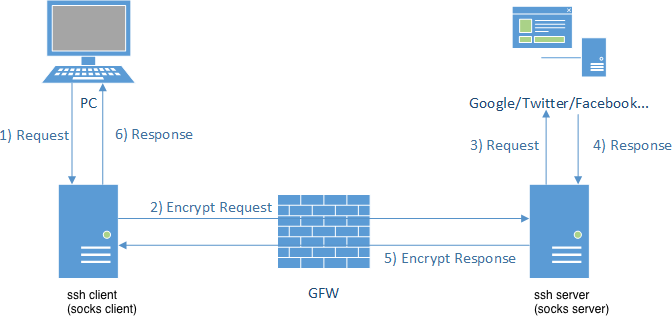 PC
Google/Twitter/Facebook...
1) Request
6) Response
3) Request
4) Response
2) Encrypt Request
5) Encrypt Response
GFW
ssh client
(socks client)
ssh server
(socks server)